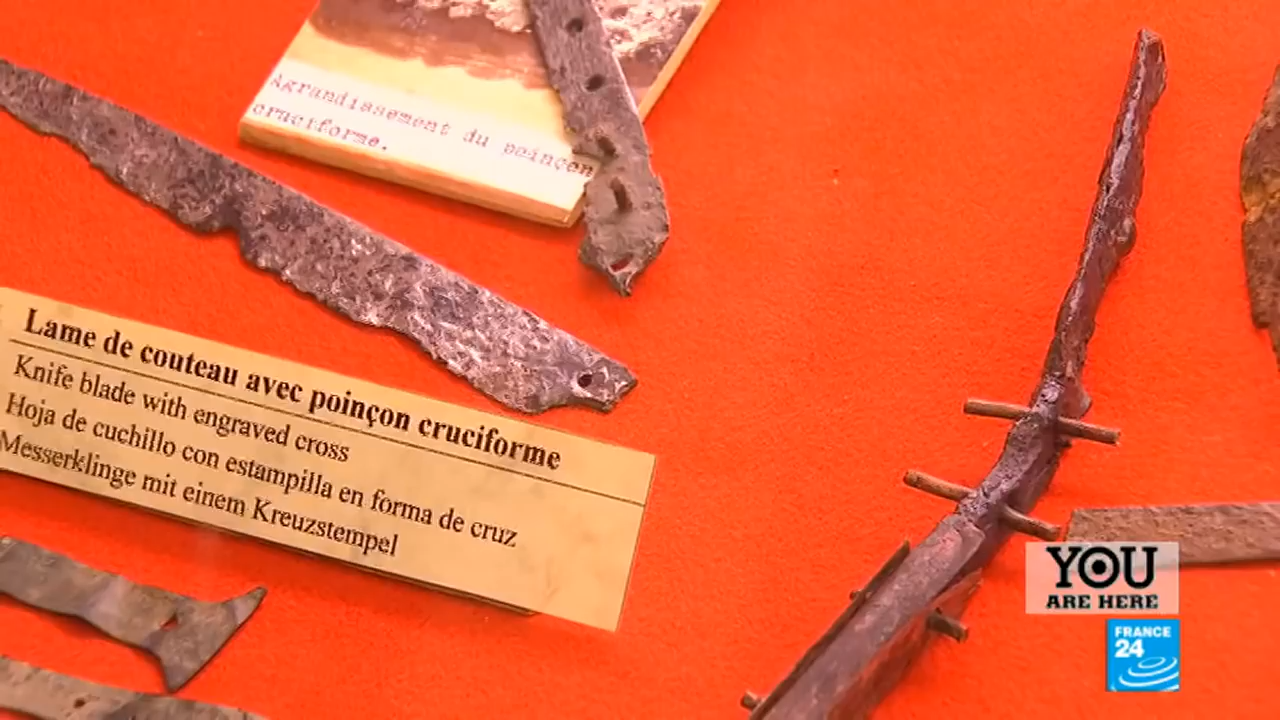 Agrandissement du poinçon
cruciforme.
Lame de couteau avec poinçon cruciforme
Knife blade with engraved cross
Hoja de cuchillo con estampilla en forma de cruz
Messerklinge mit einem Kreuzstempel
YOU
ARE HERE
FRANCE
24